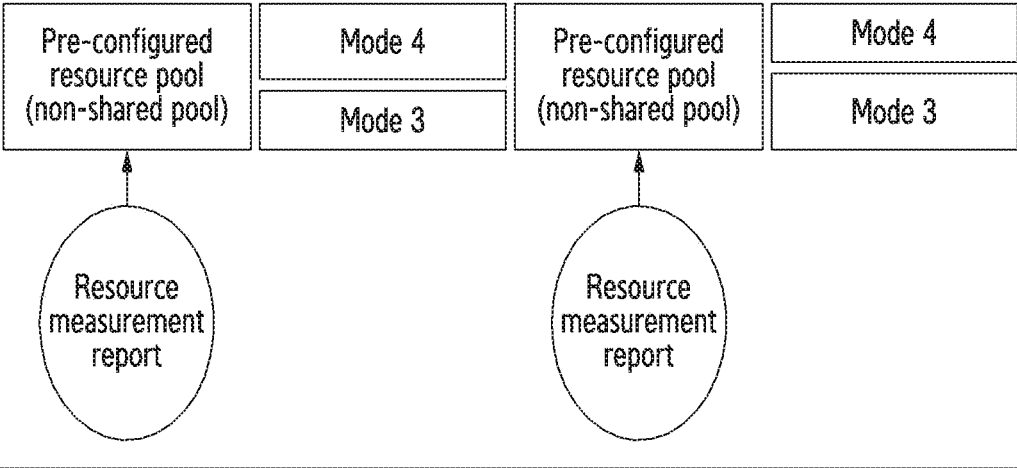 Pre-configured
resource pool
(non-shared pool)
Mode 4
Mode 3
Pre-configured
resource pool
(non-shared pool)
Mode 4
Mode 3
Resource
measurement
report
Resource
measurement
report